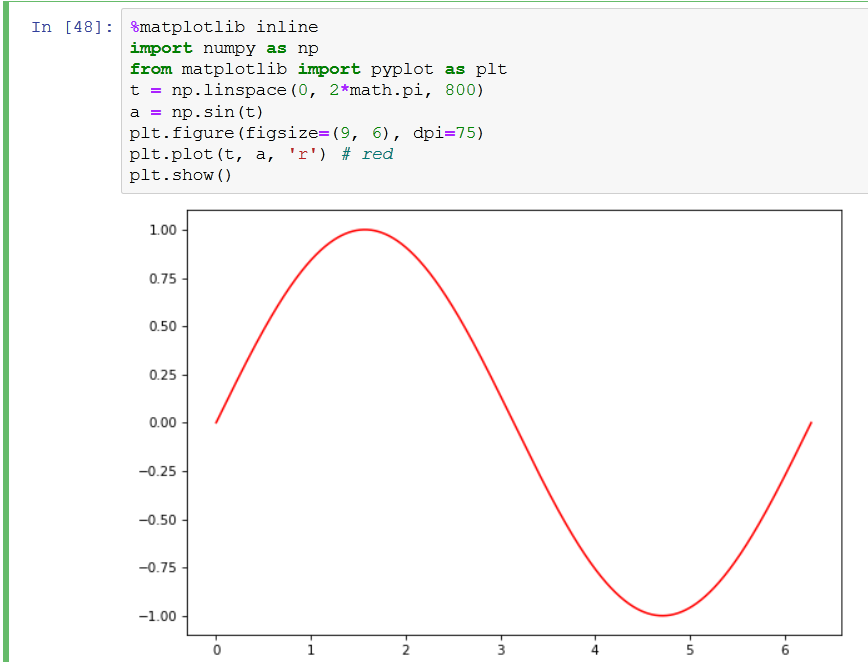 In [48]:
%matplotlib inline
import numpy as np
from matplotlib import pyplot as plt
t = np.linspace(0, 2*math.pi, 800)
a = np.sin(t)
plt.figure(figsize=(9, 6), dpi=75)
plt.plot(t, a, 'r') # red
plt.show()
1.00
0.75
0.50
0.25
0.00
−0.25
−0.50
−0.75
−1.00
0 1 2 3 4 5 6